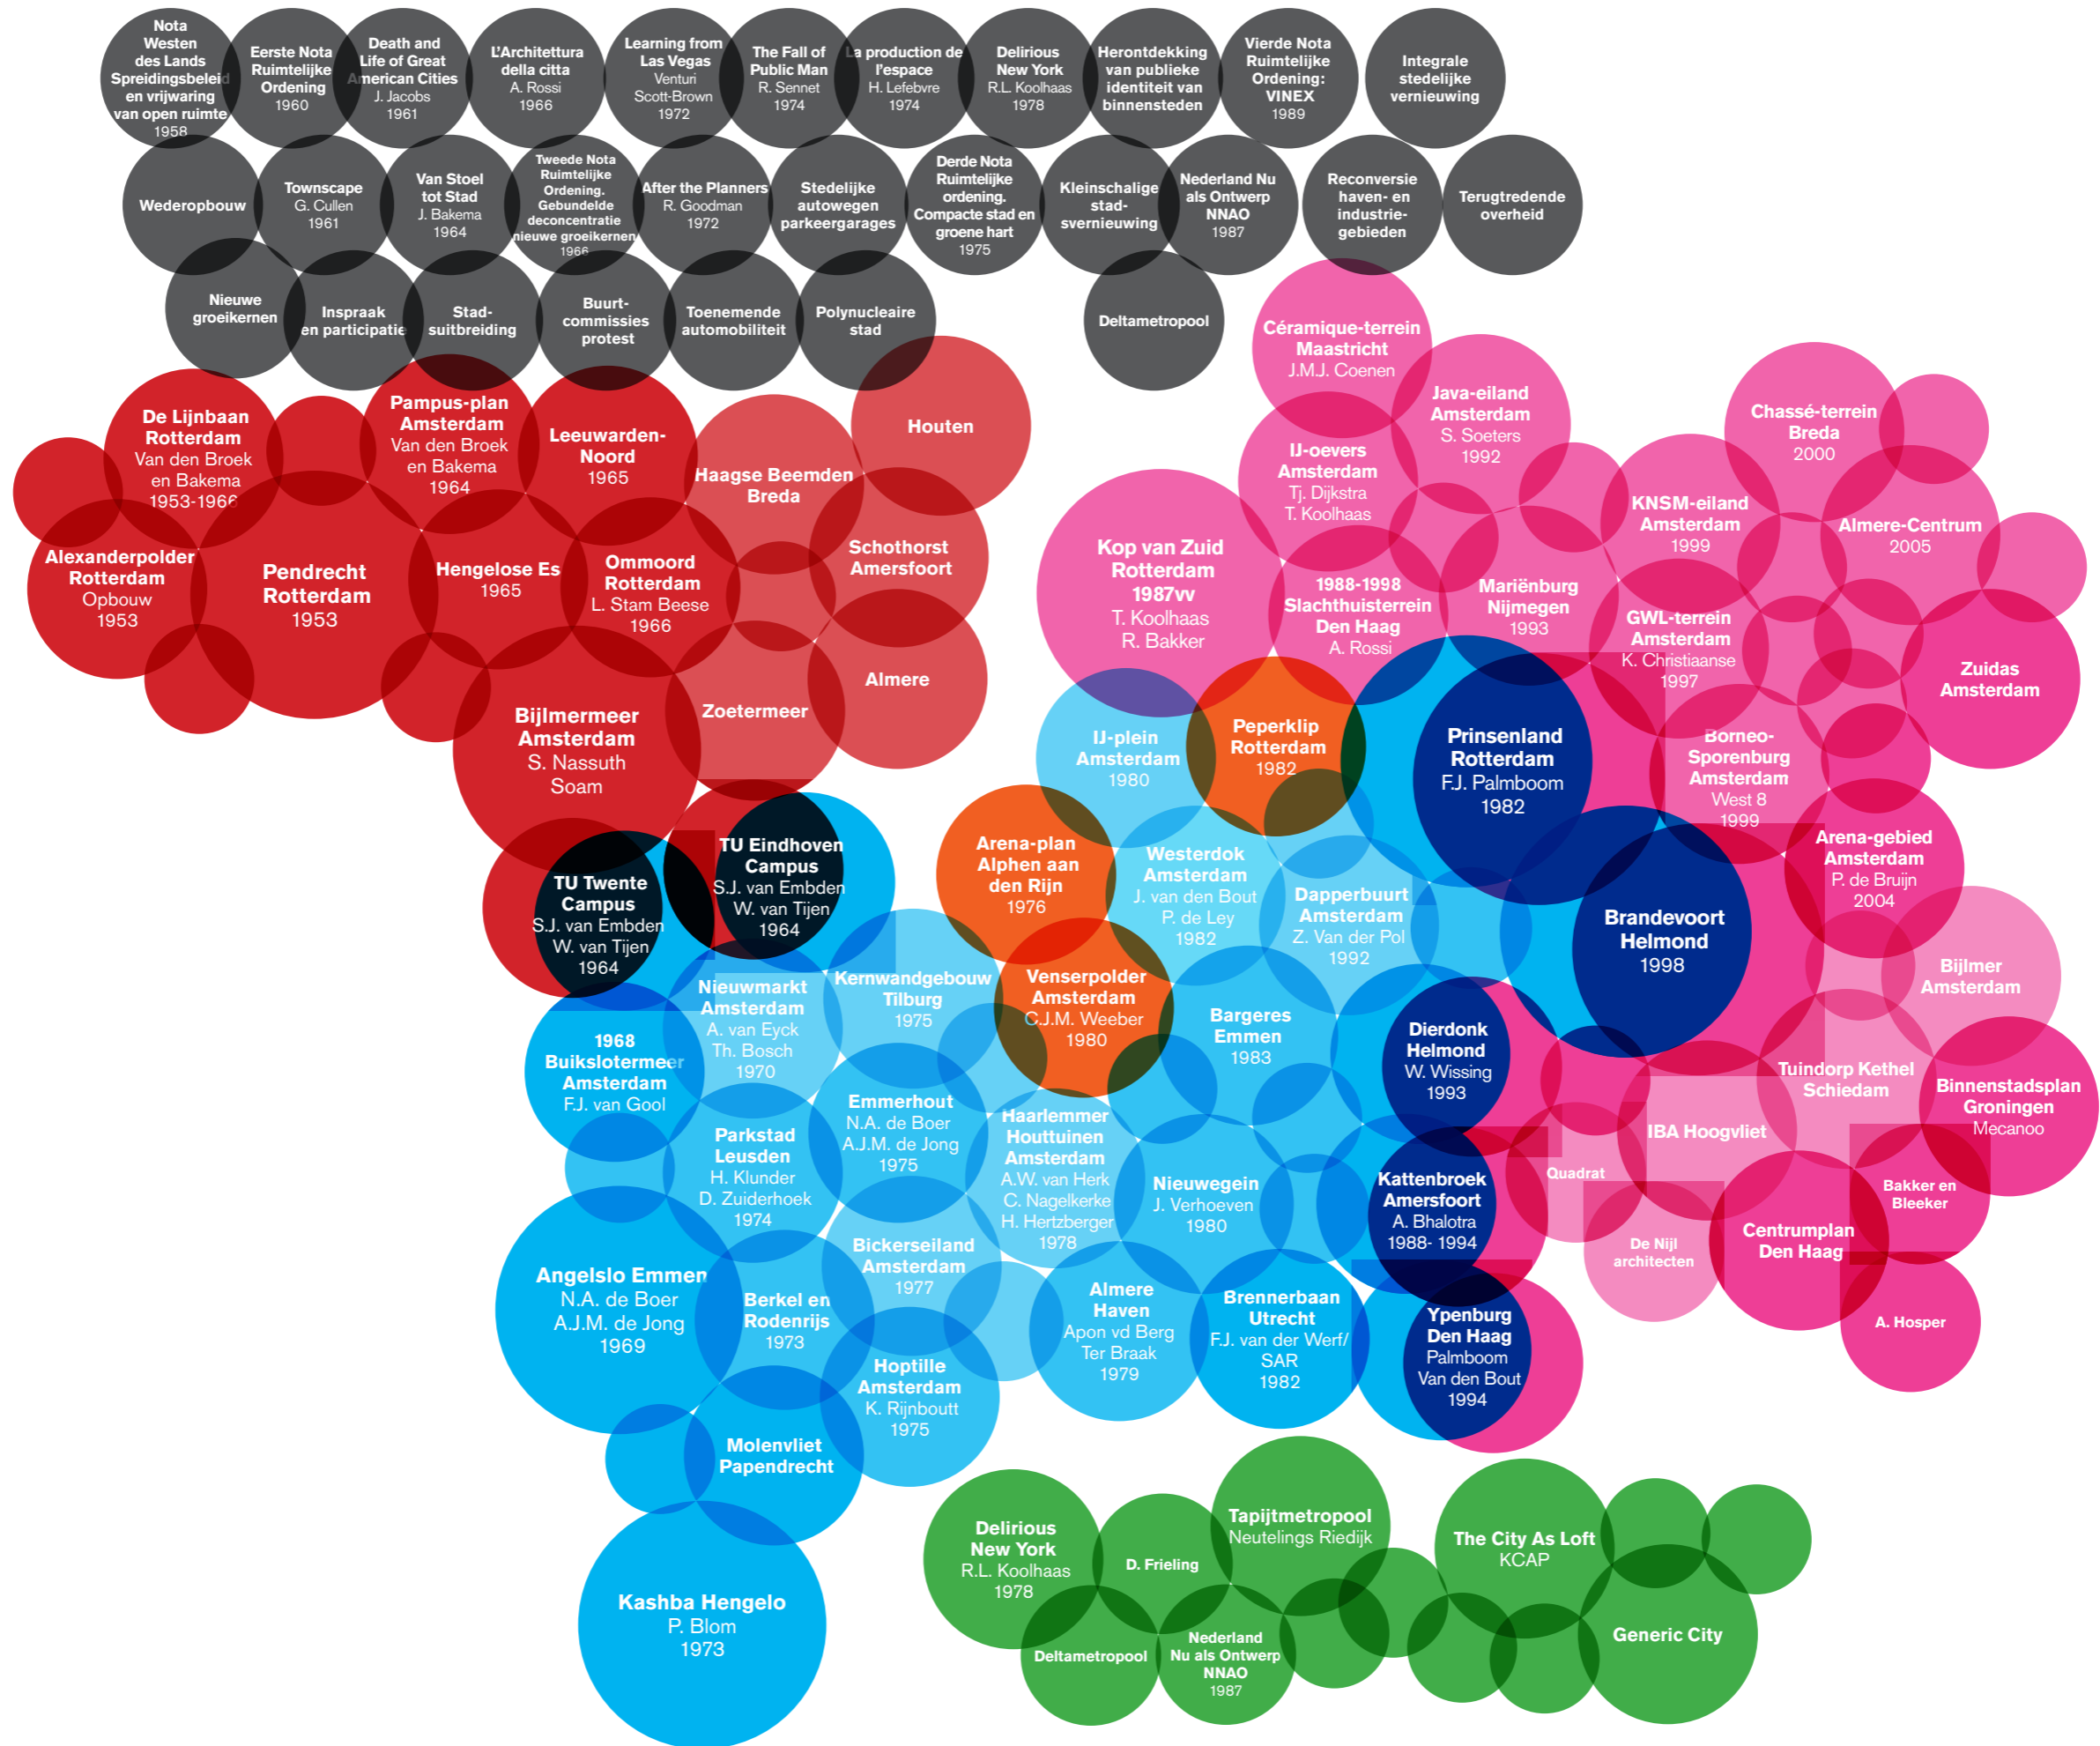 Nota
Westen
des Lands
Spreidingsbeleid
en vrijwaring
van open ruimte
1958
Eerste Nota
Ruimtelijke
Ordening
1960
Death and
Life of Great
American Cities
J. Jacobs
1961
L'Architettura
della citta
A. Rossi
1966
Learning from
Las Vegas
Venturi
Scott-Brown
1972
The Fall of
Public Man
R. Sennet
1974
La production de
l'espace
H. Lefebvre
1974
Delirious
New York
R.L. Koolhaas
1978
Herontdekking
van publieke
identiteit van
binnensteden
Vierde Nota
Ruimtelijke
Ordening:
VINEX
1989
Integrale
stedelijke
vernieuwing
Wederopbouw
Townscape
G. Cullen
1961
Van Stoel
tot Stad
J. Bakema
1964
Tweede Nota
Ruimtelijke
Ordening.
Gebundelde
deconcentratie
nieuwe groeikernen
1966
After the Planners
R. Goodman
1972
Stedelijke
autowegen
parkeergarages
Derde Nota
Ruimtelijke
ordening.
Compacte stad en
groene hart
1975
Kleinschalige
stad-
svernieuwing
Nederland Nu
als Ontwerp
NNAO
1987
Reconversie
haven- en
industrie-
gebieden
Terugtredende
overheid
Nieuwe
groeikernen
Inspraak
en participatie
Stad-
suitbreiding
Buurt-
commissies
protest
Toenemende
automobiliteit
Polynucleaire
stad
Deltametropool
De Lijnbaan
Rotterdam
Van den Broek
en Bakema
1953-1966
Pampus-plan
Amsterdam
Van den Broek
en Bakema
1964
Leeuwarden-
Noord
1965
Haagse Beemden
Breda
Houten
Alexanderpolder
Rotterdam
Opbouw
1953
Pendrecht
Rotterdam
1953
Hengelose Es
1965
Ommoord
Rotterdam
L. Stam Beese
1966
Schothorst
Amersfoort
Bijlmermeer
Amsterdam
S. Nassuth
Soam
Zoetermeer
Almere
Céramique-terrein
Maastricht
J.M.J. Coenen
Java-eiland
Amsterdam
S. Soeters
1992
Chassé-terrein
Breda
2000
IJ-oevers
Amsterdam
Tj. Dijkstra
T. Koolhaas
KNSM-eiland
Amsterdam
1999
Almere-Centrum
2005
Kop van Zuid
Rotterdam
1987vv
T. Koolhaas
R. Bakker
1988-1998
Slachthuisterrein
Den Haag
A. Rossi
Mariënburg
Nijmegen
1993
GWL-terrein
Amsterdam
K. Christiaanse
1997
Zuidas
Amsterdam
IJ-plein
Amsterdam
1980
Peperklip
Rotterdam
1982
Prinsenland
Rotterdam
F.J. Palmboom
1982
Borneo-
Sporenburg
Amsterdam
West 8
1999
TU Twente
Campus
S.J. van Embden
W. van Tijen
1964
TU Eindhoven
Campus
S.J. van Embden
W. van Tijen
1964
Arena-plan
Alphen aan
den Rijn
1976
Westerdok
Amsterdam
J. van den Bout
P. de Ley
1982
Dapperbuurt
Amsterdam
Z. Van der Pol
1992
Brandevoort
Helmond
1998
Arena-gebied
Amsterdam
P. de Bruijn
2004
Bijlmer
Amsterdam
Nieuwmarkt
Amsterdam
A. van Eyck
Th. Bosch
1970
Kernwandgebouw
Tilburg
1975
Venserpolder
Amsterdam
C.J.M. Weeber
1980
Bargeres
Emmen
1983
Dierdonk
Helmond
W. Wissing
1993
Tuindorp Kethel
Schiedam
Binnenstadsplan
Groningen
Mecanoo
1968
Buikslotermeer
Amsterdam
F.J. van Gool
Parkstad
Leusden
H. Klunder
D. Zuiderhoek
1974
Emmerhout
N.A. de Boer
A.J.M. de Jong
1975
Haarlemmer
Houttuinen
Amsterdam
A.W. van Herk
C. Nagelkerke
H. Hertzberger
1978
Nieuwegein
J. Verhoeven
1980
Kattenbroek
Amersfoort
A. Bhalotra
1988- 1994
Quadrat
IBA Hoogvliet
Bakker en
Bleeker
De Nijl
architecten
Centrumplan
Den Haag
A. Hosper
Angelslo Emmen
N.A. de Boer
A.J.M. de Jong
1969
Berkel en
Rodenrijs
1973
Bickerseiland
Amsterdam
1977
Almere
Haven
Apon vd Berg
Ter Braak
1979
Brennerbaan
Utrecht
F.J. van der Werf/
SAR
1982
Ypenburg
Den Haag
Palmboom
Van den Bout
1994
Hoptille
Amsterdam
K. Rijnboutt
1975
Molenvliet
Papendrecht
Kashba Hengelo
P. Blom
1973
Delirious
New York
R.L. Koolhaas
1978
D. Frieling
Tapijtmetropool
Neutelings Riedijk
The City As Loft
KCAP
Deltametropool
Nederland
Nu als Ontwerp
NNAO
1987
Generic City